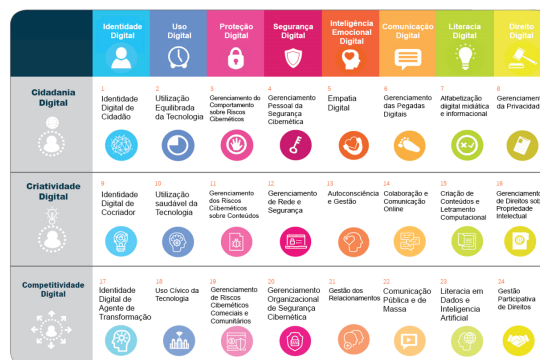 Identidade
Digital
Uso
Digital
Proteção
Digital
Segurança
Digital
Inteligência
Emocional
Digital
Comunicação
Digital
Literacia
Digital
Direito
Digital
Cidadania
Digital
1
Identidade
Digital de
Cidadão
2
Utilização
Equilibrada
da Tecnologia
3
Gerenciamento do
Comportamento
sobre Riscos
Cibernéticos
4
Gerenciamento
Pessoal da
Segurança
Cibernética
5
Empatia
Digital
6
Gerenciamento
das Pegadas
Digitais
7
Alfabetização
digital midiática
e informacional
8
Gerenciamento
da Privacidad
Criatividade
Digital
9
Identidade
Digital de
Cocriador
10
Utilização
saudável da
Tecnologia
11
Gerenciamento
dos Riscos
Cibernéticos
sobre Conteúdos
12
Gerenciamento
de Rede e
Segurança
13
Autoconsciência
e Gestão
14
Colaboração e
Comunicação
Online
15
Criação de
Conteúdos e
Letramento
Computacional
16
Gerenciamento
de Direitos sob
Propriedade
Intelectual
Competitividade
Digital
17
Identidade
Digital de
Agente de
Transformação
18
Uso Cívico da
Tecnologia
19
Gerenciamento
de Riscos
Cibernéticos
Comerciais e
Comunitários
20
Gerenciamento
Organizacional
de Segurança
Cibernética
21
Gestão dos
Relacionamentos
22
Comunicação
Pública e de
Massa
23
Literacia em
Dados e
Inteligencia
Artificial
24
Gestão
Participativa
de Direitos